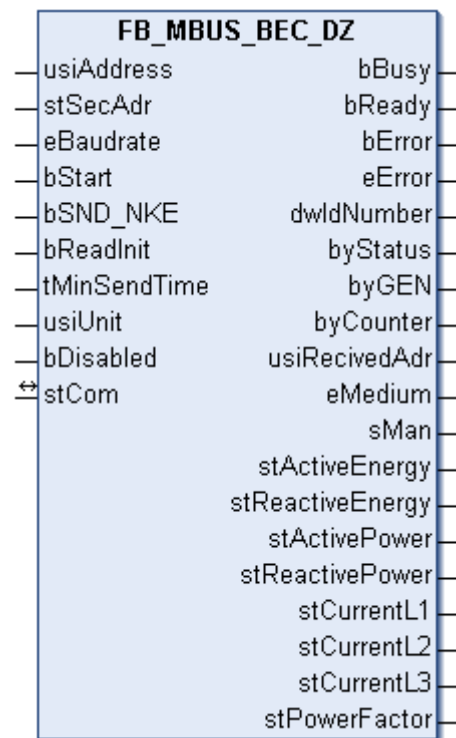 FB_MBUS_BEC_DZ
usiAddress bBusy
stSecAdr bReady
eBaudrate bError
bStart eError
bSND_NKE dwIdNumber
bReadInit byStatus
tMinSendTime byGEN
usiUnit byCounter
bDisabled usiRecivedAdr
stCom eMedium
sMan
stActiveEnergy
stReactiveEnergy
stActivePower
stReactivePower
stCurrentL1
stCurrentL2
stCurrentL3
stPowerFactor